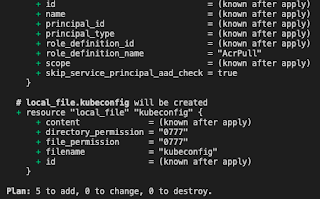 + id = (known after apply)
+ name = (known after apply)
+ principal_id = (known after apply)
+ principal_type = (known after apply)
+ role_definition_id = (known after apply)
+ role_definition_name = "AcrPull"
+ scope = (known after apply)
+ skip_service_principal_aad_check = true
}
# local_file.kubeconfig will be created
+ resource "local_file" "kubeconfig" {
+ content = (known after apply)
+ directory_permission = "0777"
+ file_permission = "0777"
+ filename = "kubeconfig"
+ id = (known after apply)
}
Plan: 5 to add, 0 to change, 0 to destroy.